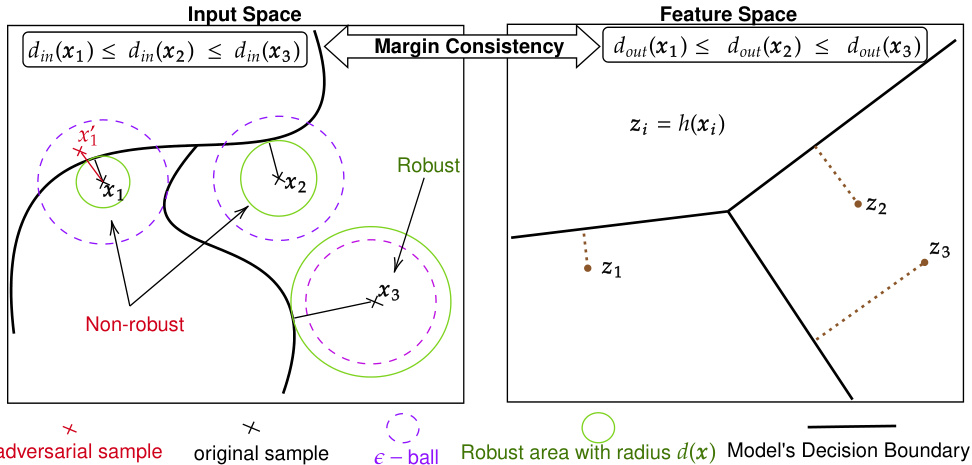 Input Space
Feature Space
d_in(x_1) ≤ d_in(x_2) ≤ d_in(x_3)
Margin Consistency
d_out(x_1) ≤ d_out(x_2) ≤ d_out(x_3)
x'_1
x_1
x_2
Robust
x_3
Non-robust
z_i = h(x_i)
z_2
z_1
z_3
adversarial sample
original sample
ϵ − ball
Robust area with radius d(x)
Model's Decision Boundary